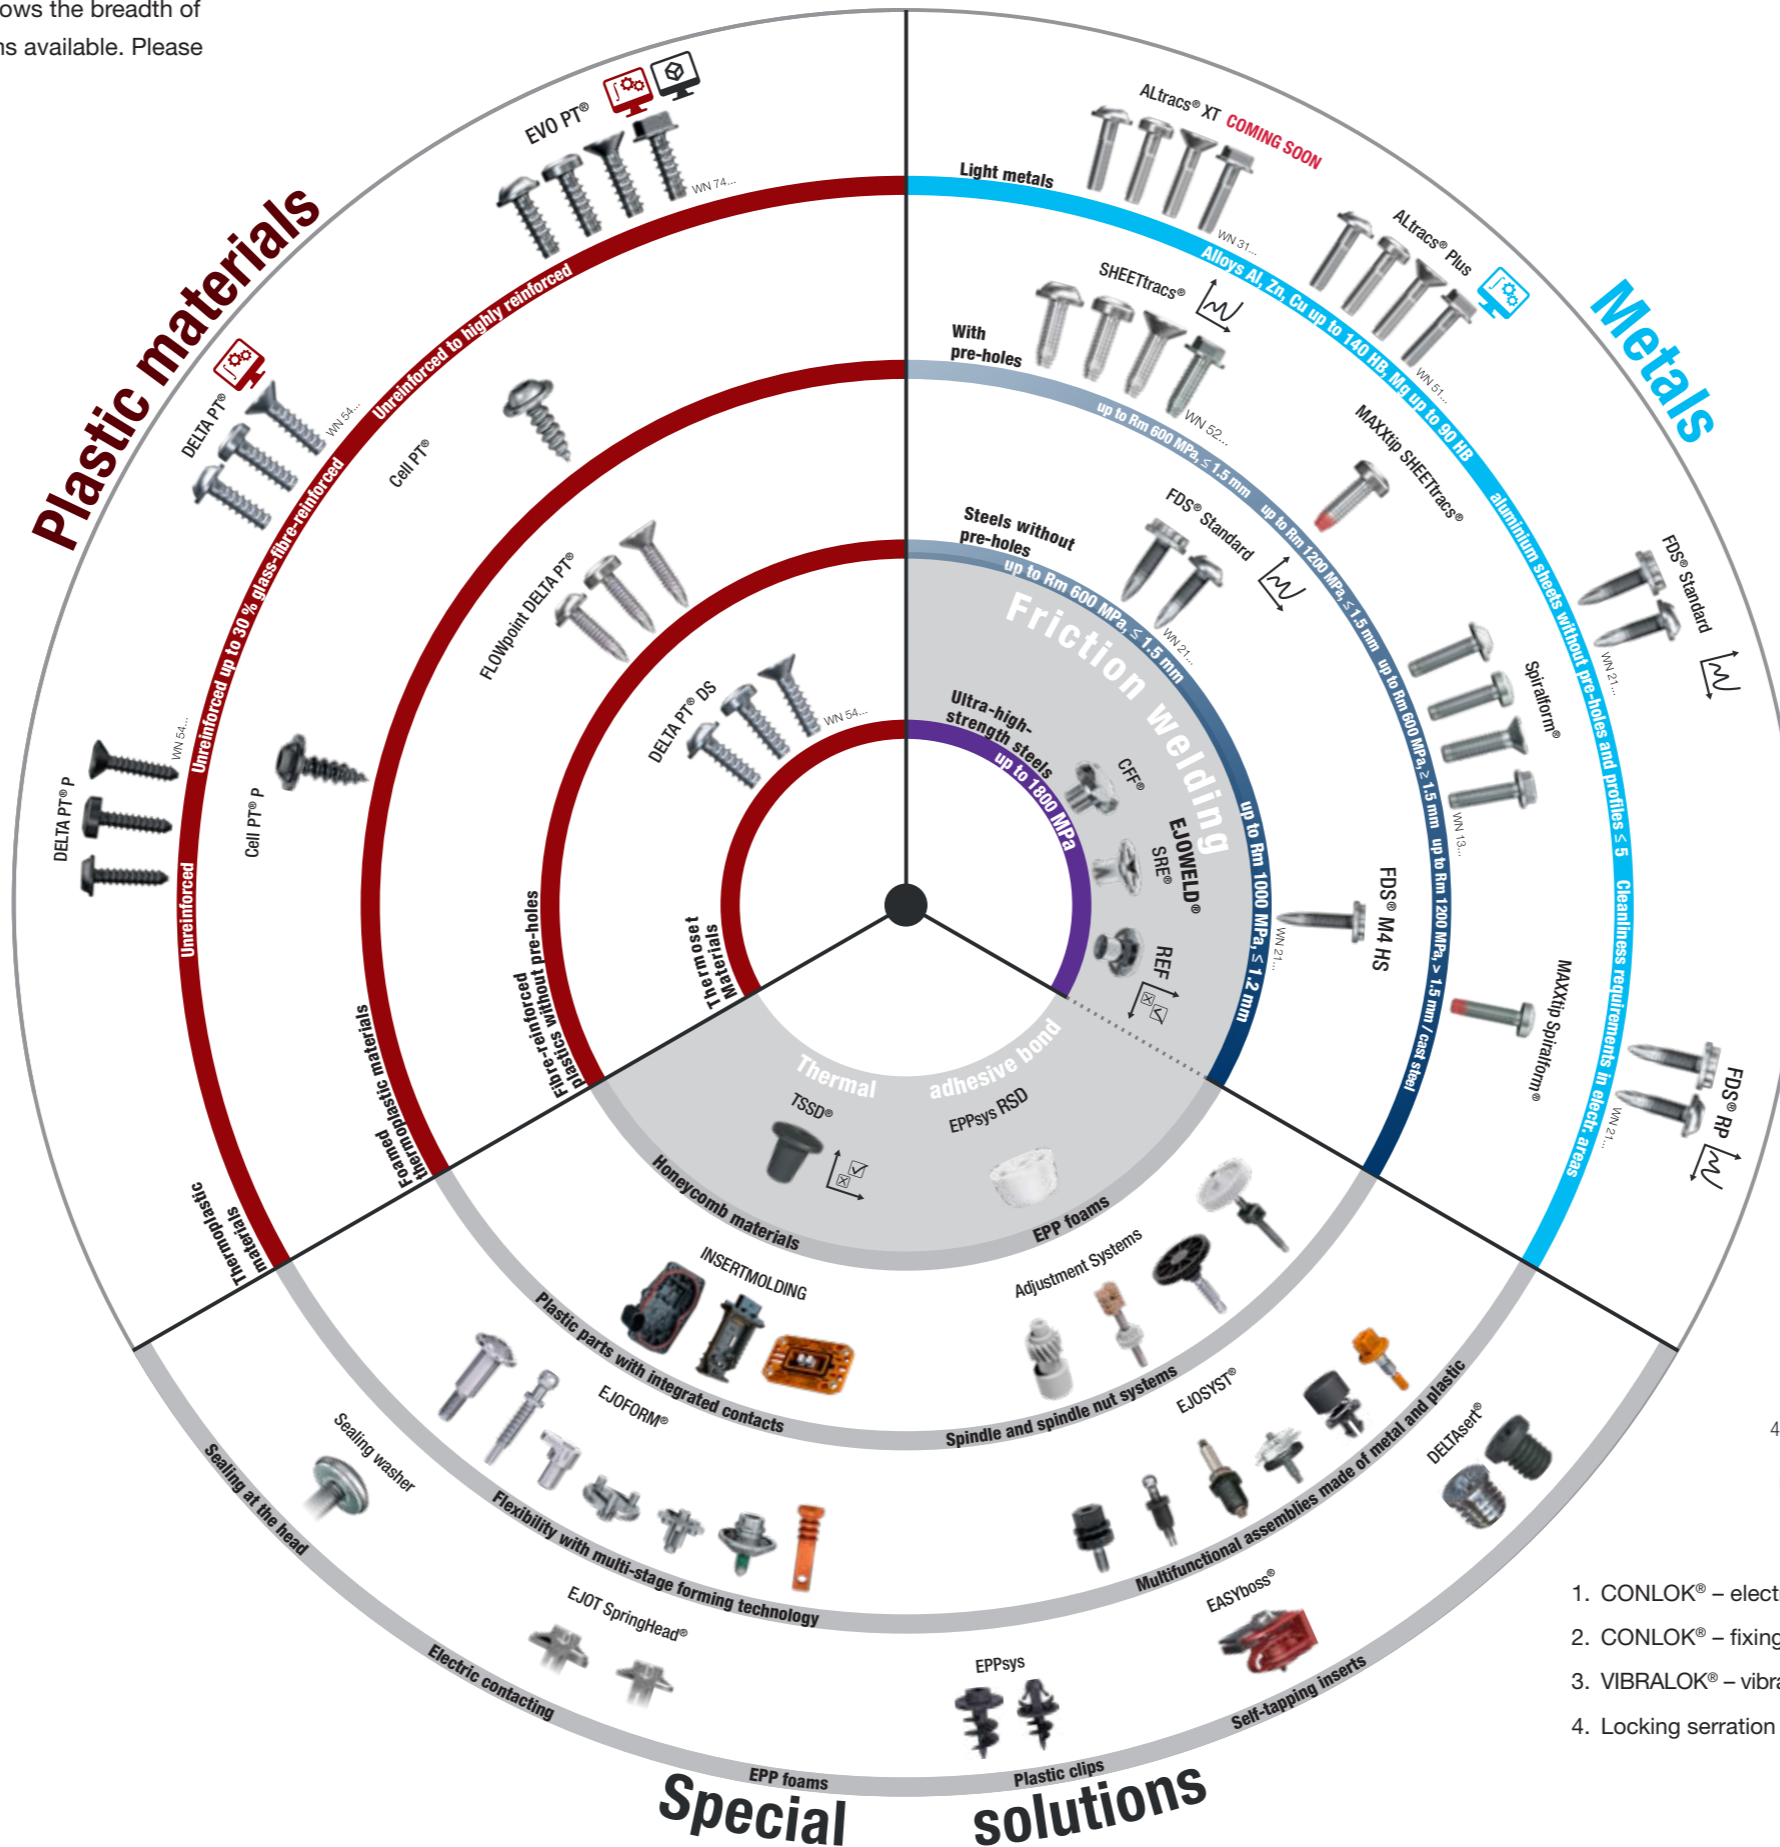 ows the breadth of
ns available. Please
Plastic materials
EVO PT®
WN 74...
Unreinforced to highly reinforced
DELTA PT®
WN 54...
Unreinforced up to 30 % glass-fibre-reinforced
DELTA PT® P
WN 54...
Unreinforced
Thermoplastic
materials
Cell PT®
Cell PT® P
Foamed
thermoplastic materials
FLOWpoint DELTA PT®
Fibre-reinforced
plastics without pre-holes
DELTA PT® DS
WN 54...
Thermoset
Materials
Metals
Light metals
ALtracs® XT COMING SOON
WN 31...
ALtracs® Plus
WN 51...
Alloys Al, Zn, Cu up to 140 HB, Mg up to 90 HB
FDS® Standard
WN 21...
aluminium sheets without pre-holes and profiles ≤ 5
FDS® RP
WN 21...
Cleanliness requirements in electr. areas
With
pre-holes
SHEETtracs®
WN 52...
up to Rm 600 MPa, ≤ 1.5 mm
MAXXtip SHEETtracs®
up to Rm 1200 MPa, ≤ 1.5 mm
Spiralform®
WN 13...
up to Rm 600 MPa, ≥ 1.5 mm
MAXXtip Spiralform®
up to Rm 1200 MPa, > 1.5 mm / cast steel
Steels without
pre-holes
FDS® Standard
WN 21...
up to Rm 600 MPa, ≤ 1.5 mm
FDS® M4 HS
WN 21...
up to Rm 1000 MPa, ≤ 1.2 mm
Friction welding
Ultra-high-
strength steels
up to 1800 MPa
CFF®
EJOWELD®
SRE®
REF
Thermal adhesive bond
TSSD®
EPPsys RSD
Honeycomb materials
EPP foams
INSERTMOLDING
Adjustment Systems
Plastic parts with integrated contacts
Spindle and spindle nut systems
EJOFORM®
EJOSYST®
Flexibility with multi-stage forming technology
Multifunctional assemblies made of metal and plastic
Sealing washer
Sealing at the head
EJOT SpringHead®
Electric contacting
EPPsys
EPP foams
Plastic clips
EASYboss®
DELTAsert®
Self-tapping inserts
Special solutions
4
1. CONLOK® – elect
2. CONLOK® – fixing
3. VIBRALOK® – vibra
4. Locking serration